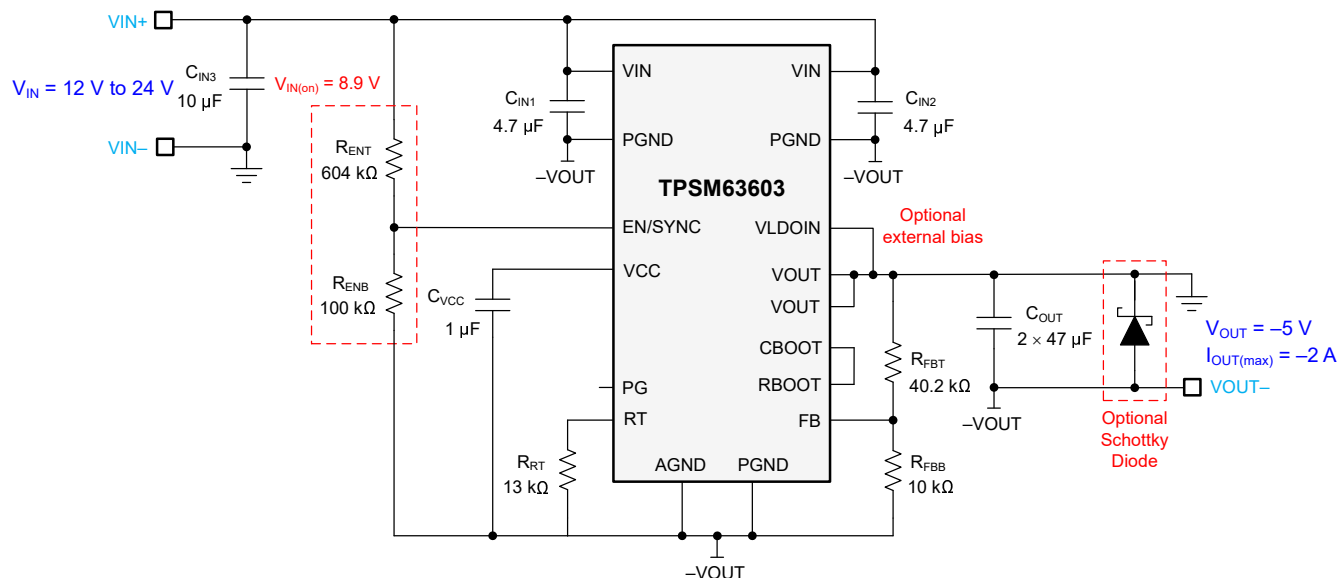 VIN+
VIN = 12 V to 24 V
CIN3
10 µF
VIN–
VIN(on) = 8.9 V
RENT
604 kΩ
RENB
100 kΩ
CVCC
1 µF
RRT
13 kΩ
CIN1
4.7 µF
–VOUT
VIN
PGND
TPSM63603
EN/SYNC
VCC
PG
RT
AGND
PGND
VIN
PGND
VLDOIN
VOUT
VOUT
CBOOT
RBOOT
FB
CIN2
4.7 µF
–VOUT
Optional
external bias
RFBT
40.2 kΩ
RFBB
10 kΩ
COUT
2 × 47 µF
–VOUT
Optional
Schottky
Diode
VOUT = –5 V
IOUT(max) = –2 A
VOUT–
–VOUT